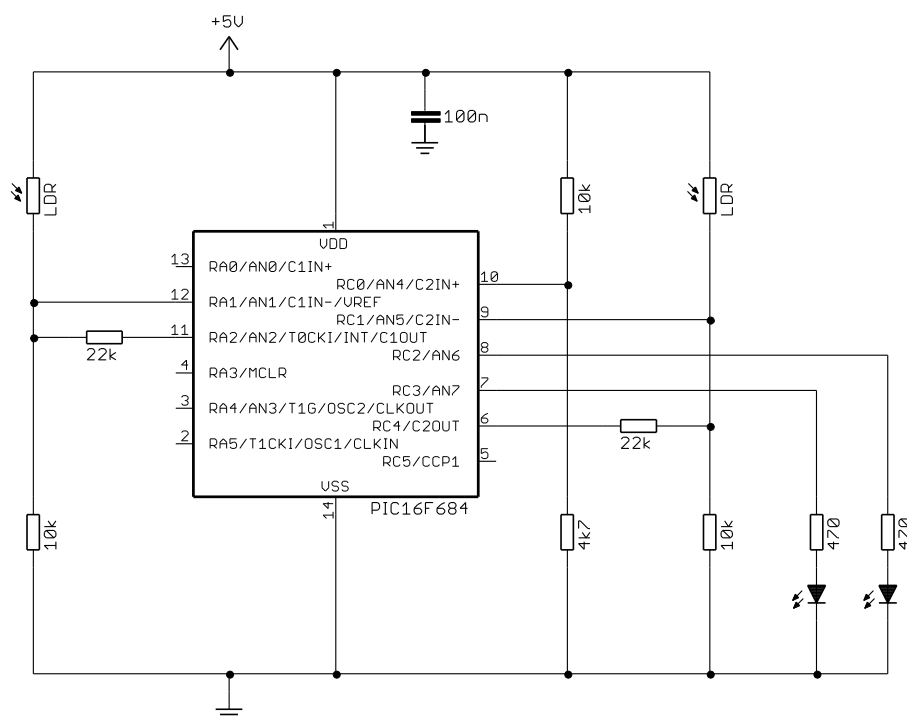 +5V
100n
LDR
10k
LDR
1
VDD
13
RA0/AN0/C1IN+
RC0/AN4/C2IN+
10
12
RA1/AN1/C1IN-/VREF
RC1/AN5/C2IN-
9
11
RA2/AN2/T0CKI/INT/C1OUT
22k
RC2/AN6
8
4
RA3/MCLR
RC3/AN7
7
3
RA4/AN3/T1G/OSC2/CLKOUT
RC4/C2OUT
6
22k
2
RA5/T1CKI/OSC1/CLKIN
RC5/CCP1
5
VSS
14
PIC16F684
10k
4k7
10k
470
470